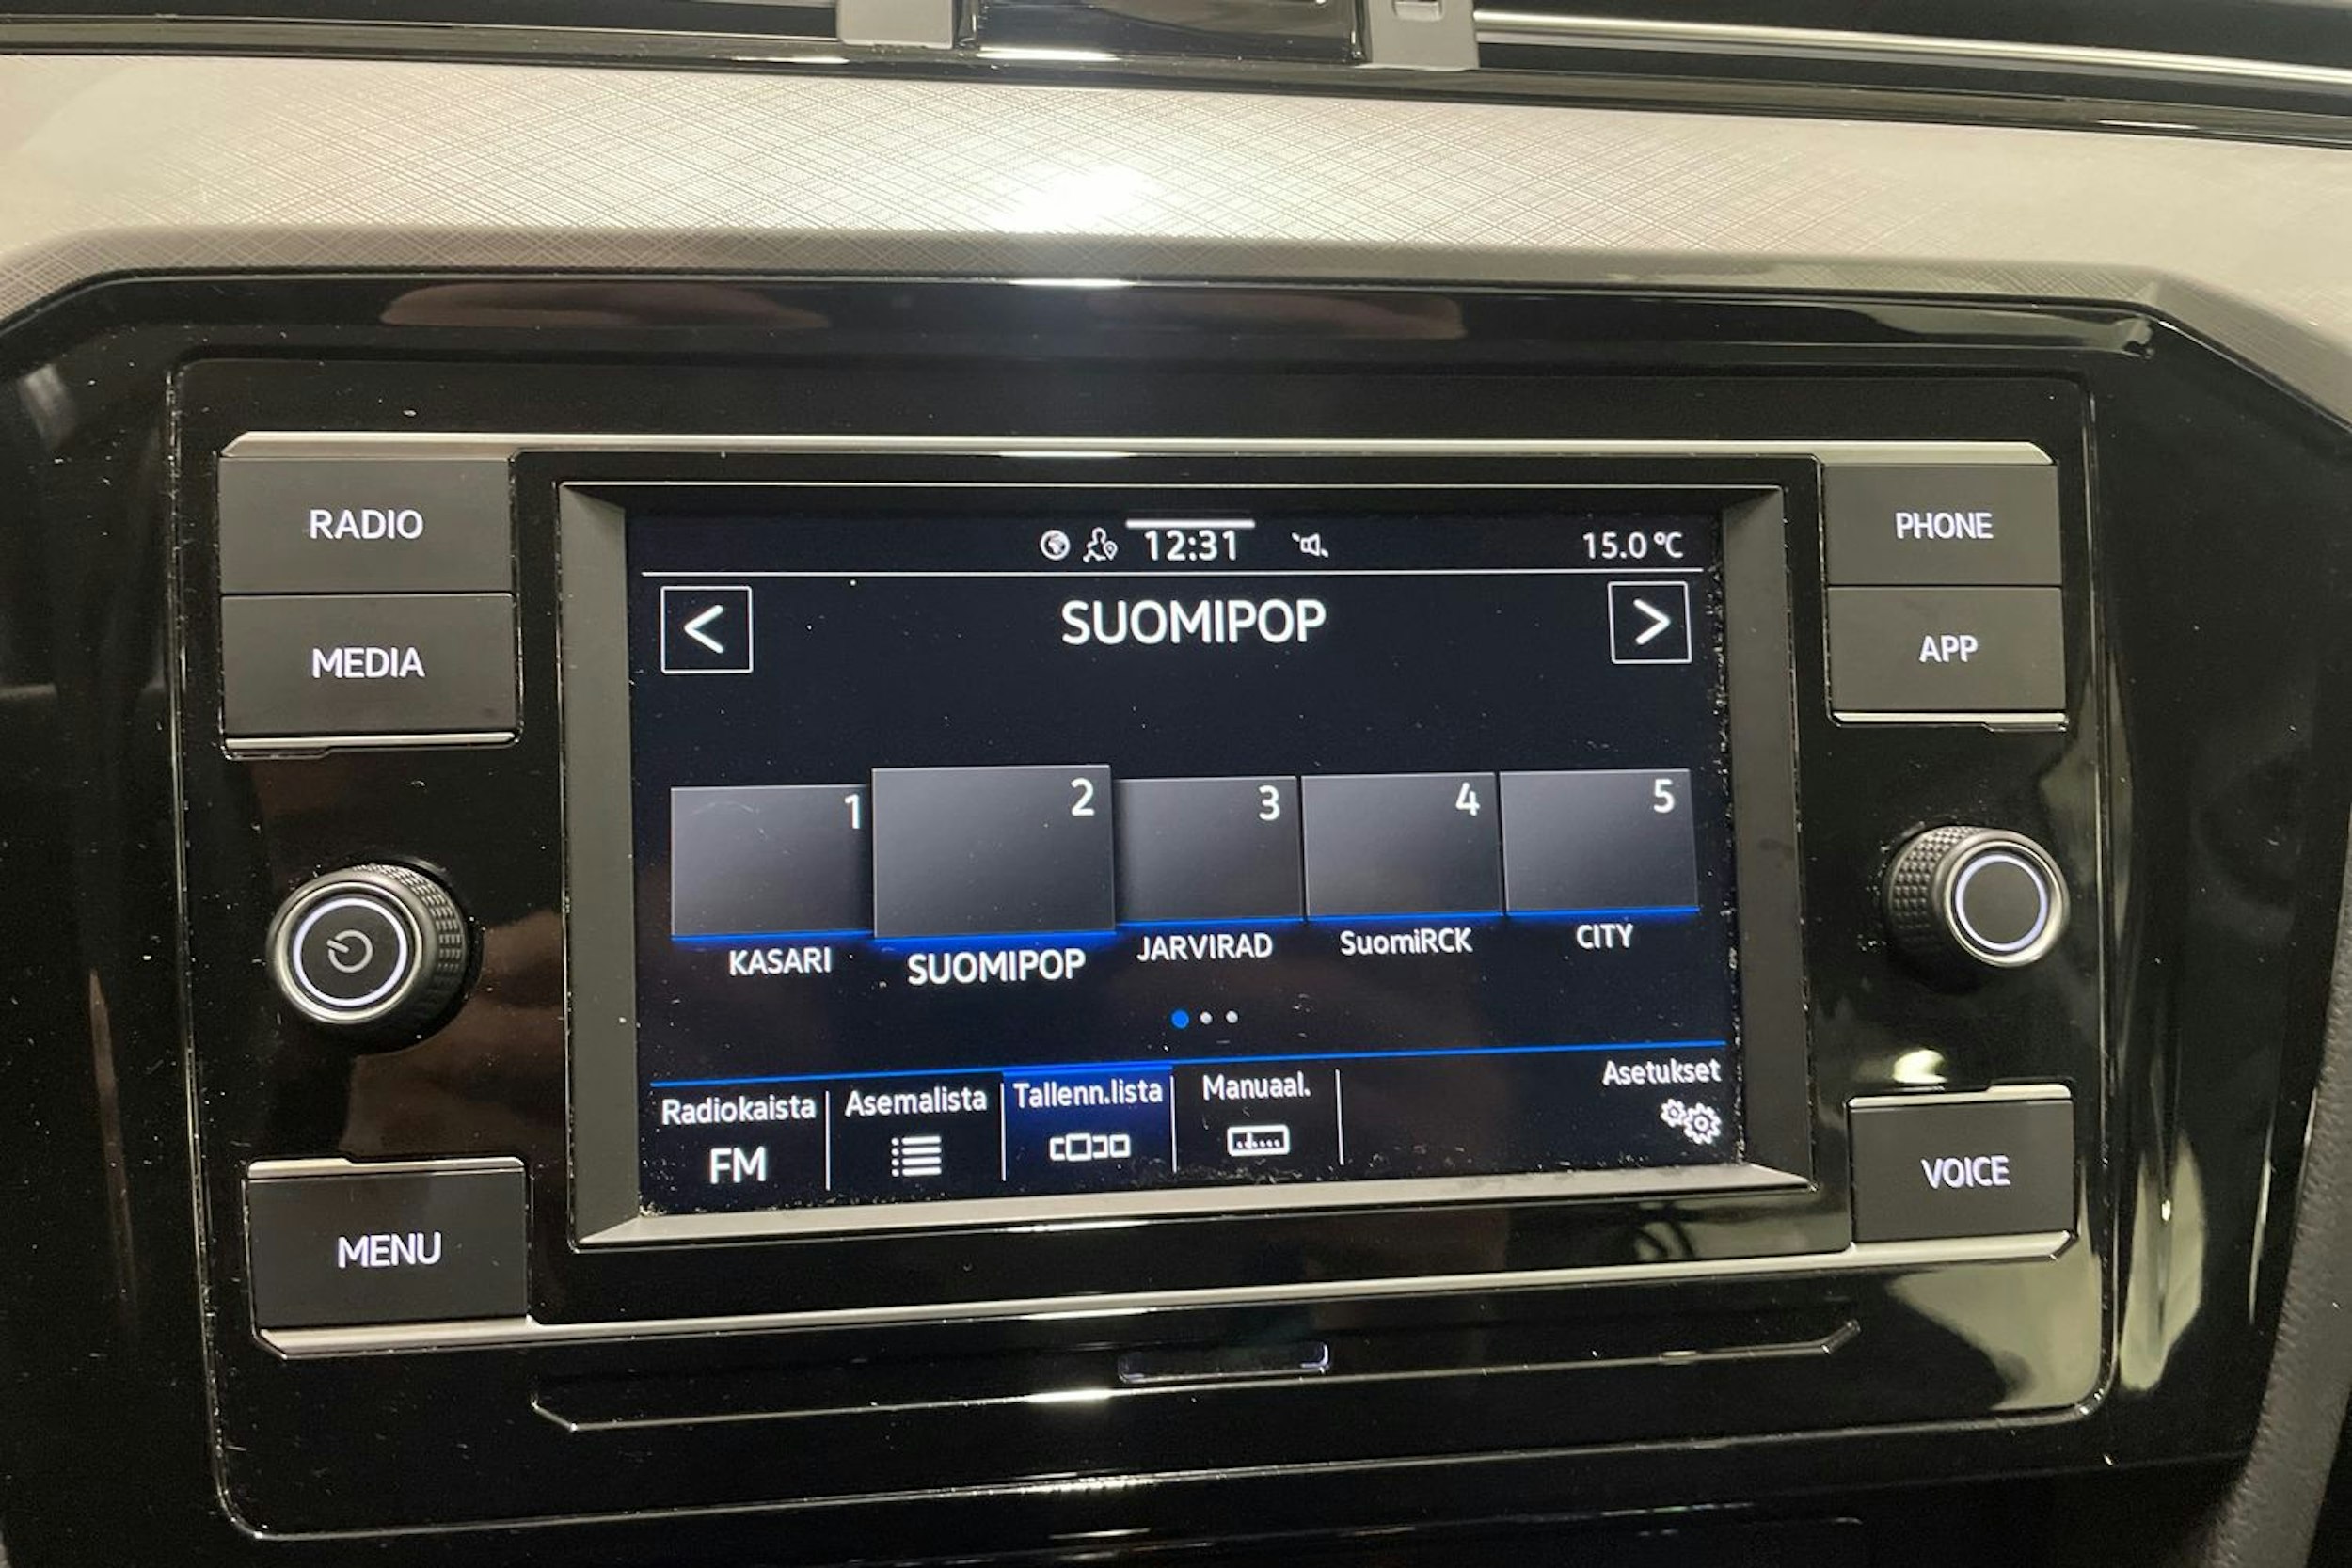 RADIO
MEDIA
MENU
12:31
15.0 °C
<
SUOMIPOP
>
1
2
3
4
5
KASARI
SUOMIPOP
JARVIRAD
SuomiRCK
CITY
Radiokaista
FM
Asemalista
Tallenn.lista
Manuaal.
Asetukset
PHONE
APP
VOICE